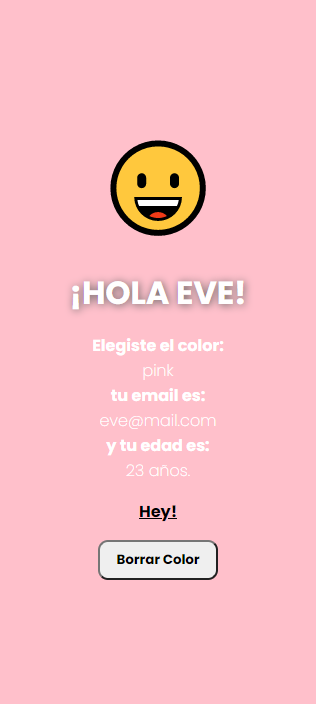 ¡HOLA EVE!
Elegiste el color:
pink
tu email es:
eve@mail.com
y tu edad es:
23 años.
Hey!
Borrar Color